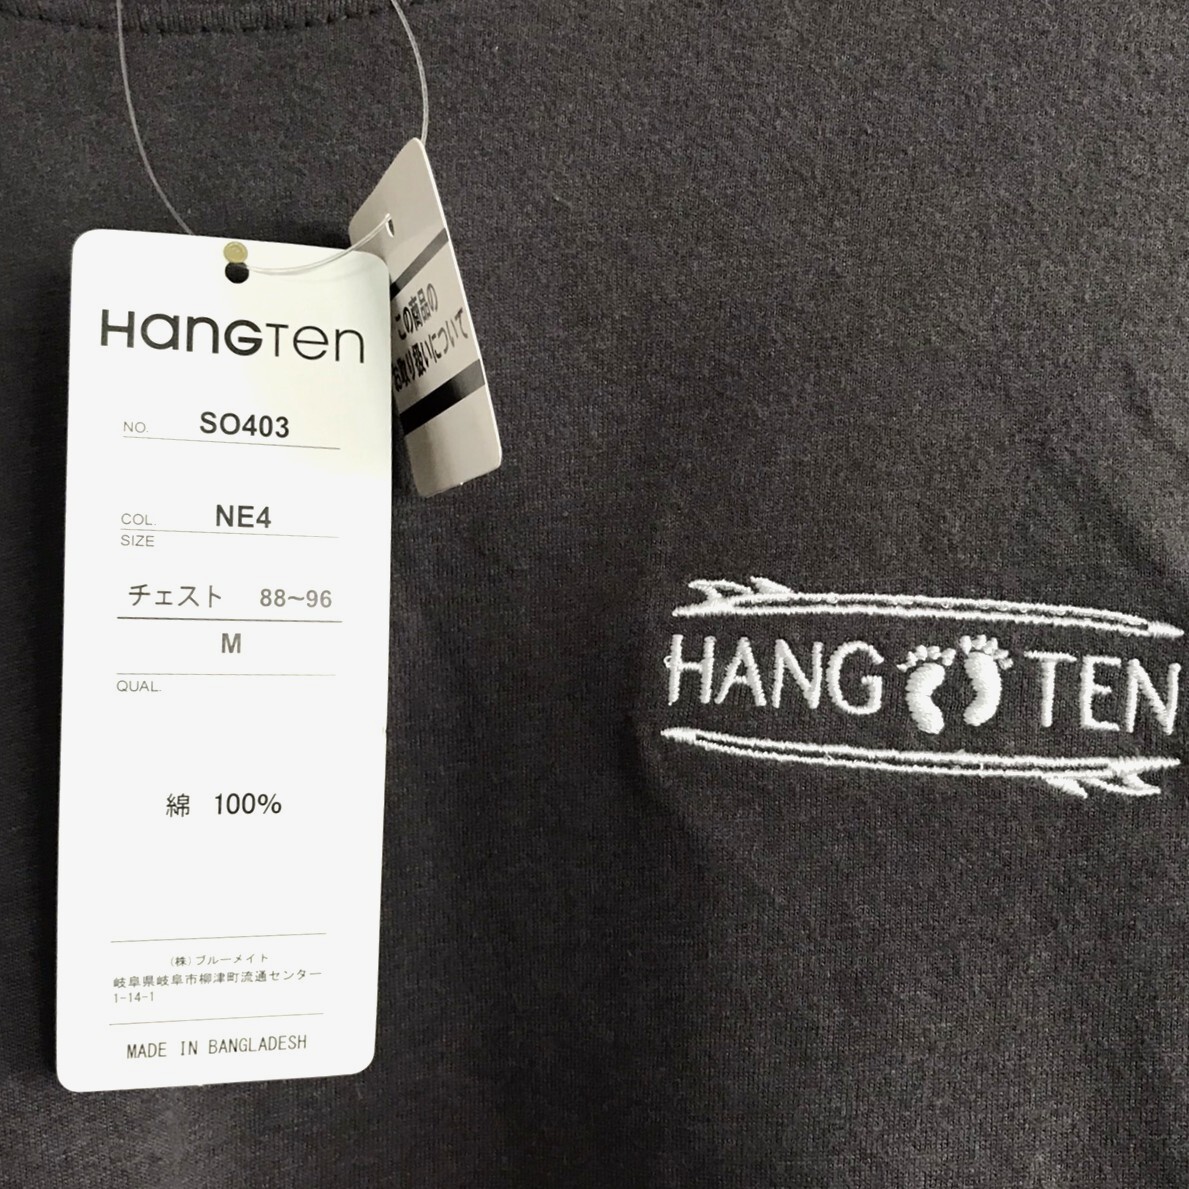 HangTen
NO. SO403
COL. NE4
SIZE
チェスト 88~96
M
QUAL.
綿 100%
(株)ブルーメイト
岐阜県岐阜市柳津町流通センター
1-14-1
MADE IN BANGLADESH
この商品の
お取り扱いについて
HANG TEN